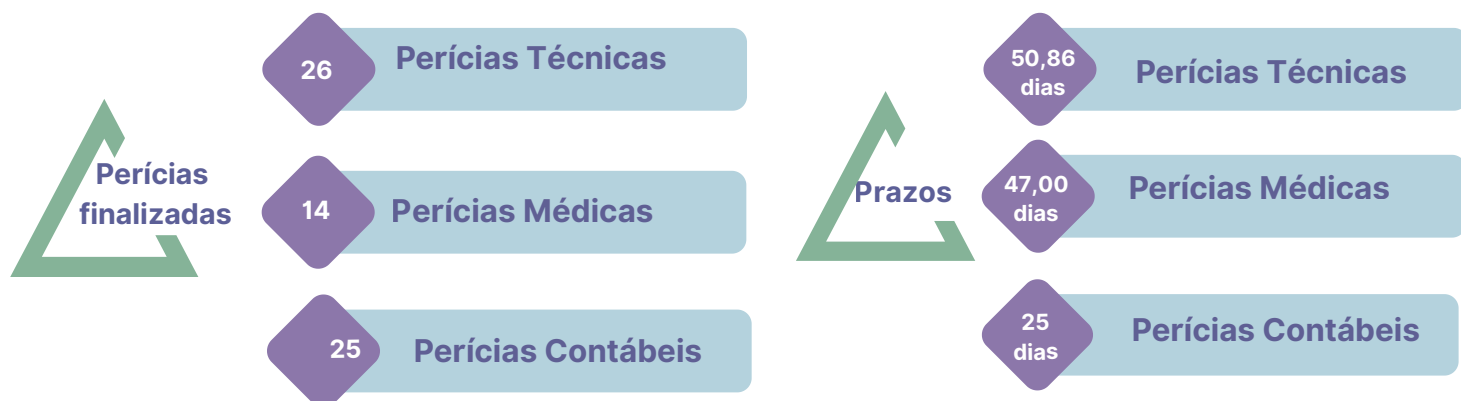 Perícias
finalizadas
26
Perícias Técnicas
14
Perícias Médicas
25
Perícias Contábeis
Prazos
50,86
dias
Perícias Técnicas
47,00
dias
Perícias Médicas
25
dias
Perícias Contábeis